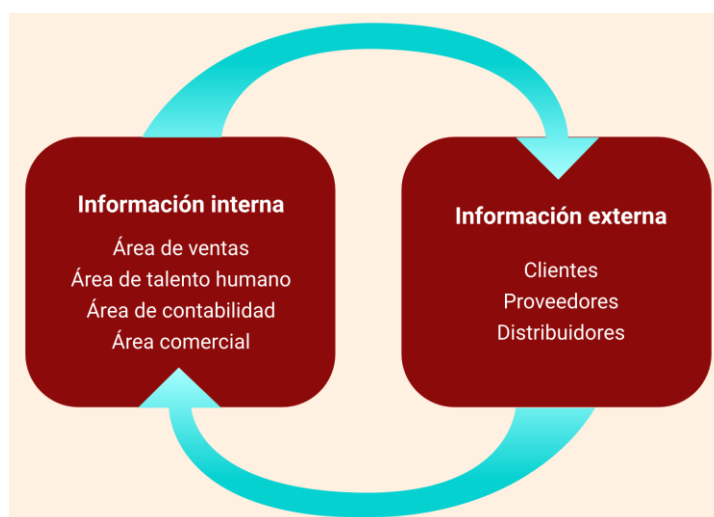 Información interna
Área de ventas
Área de talento humano
Área de contabilidad
Área comercial
Información externa
Clientes
Proveedores
Distribuidores